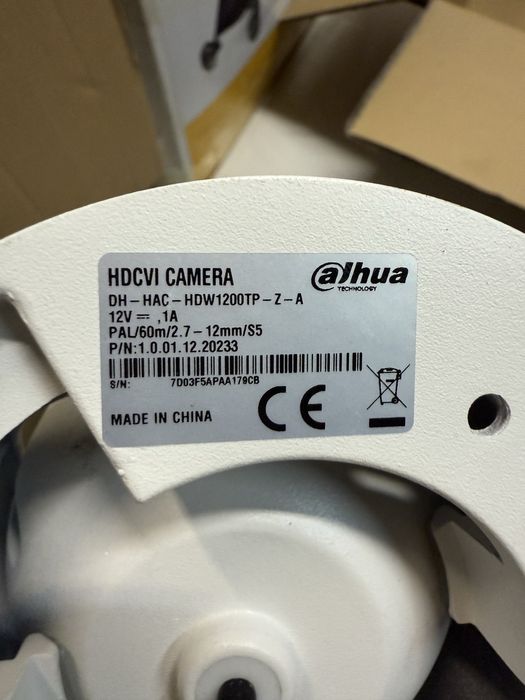 HDCVI CAMERA
alhua
TECHNOLOGY
DH-HAC-HDW1200TP-Z-A
12V ⎓ ,1A
PAL/60m/2.7-12mm/S5
P/N:1.0.01.12.20233
S/N: 7D03F5APAA179CB
MADE IN CHINA
CE